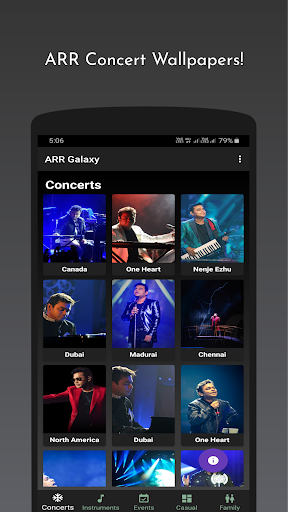 ARR Concert Wallpapers!
5:06
79%
ARR Galaxy
Concerts
Canada
One Heart
Nenje Ezhu
Dubai
Madurai
Chennai
North America
Dubai
One Heart
Concerts Instruments Events Casual Family